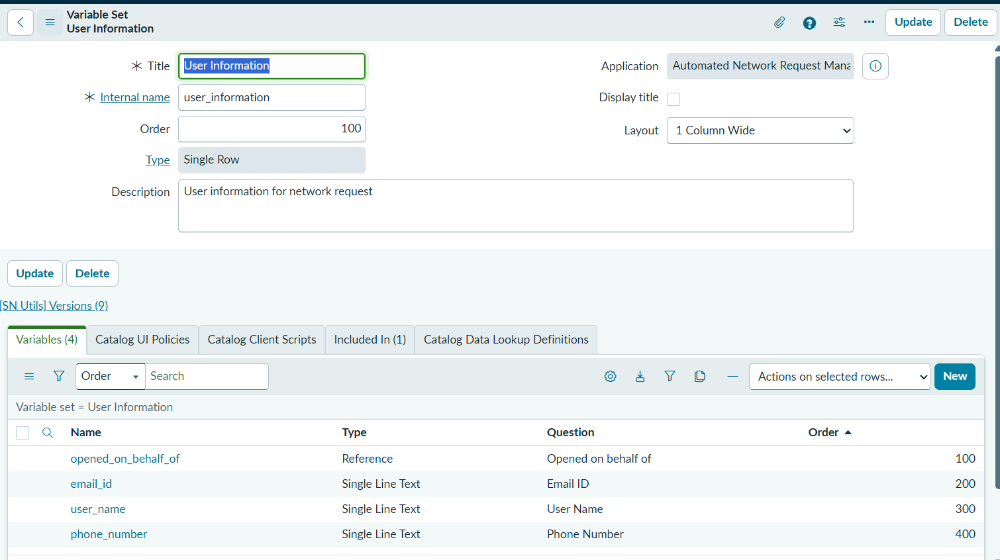 Variable Set
User Information
Update
Delete
Title
User Information
Application
Automated Network Request Mana
Internal name
user_information
Display title
Order
100
Layout
1 Column Wide
Type
Single Row
Description
User information for network request
Update
Delete
[SN Utils] Versions (9)
Variables (4)
Catalog UI Policies
Catalog Client Scripts
Included In (1)
Catalog Data Lookup Definitions
Order
Search
Actions on selected rows...
New
Variable set = User Information
Name Type Question Order
opened_on_behalf_of Reference Opened on behalf of 100
email_id Single Line Text Email ID 200
user_name Single Line Text User Name 300
phone_number Single Line Text Phone Number 400